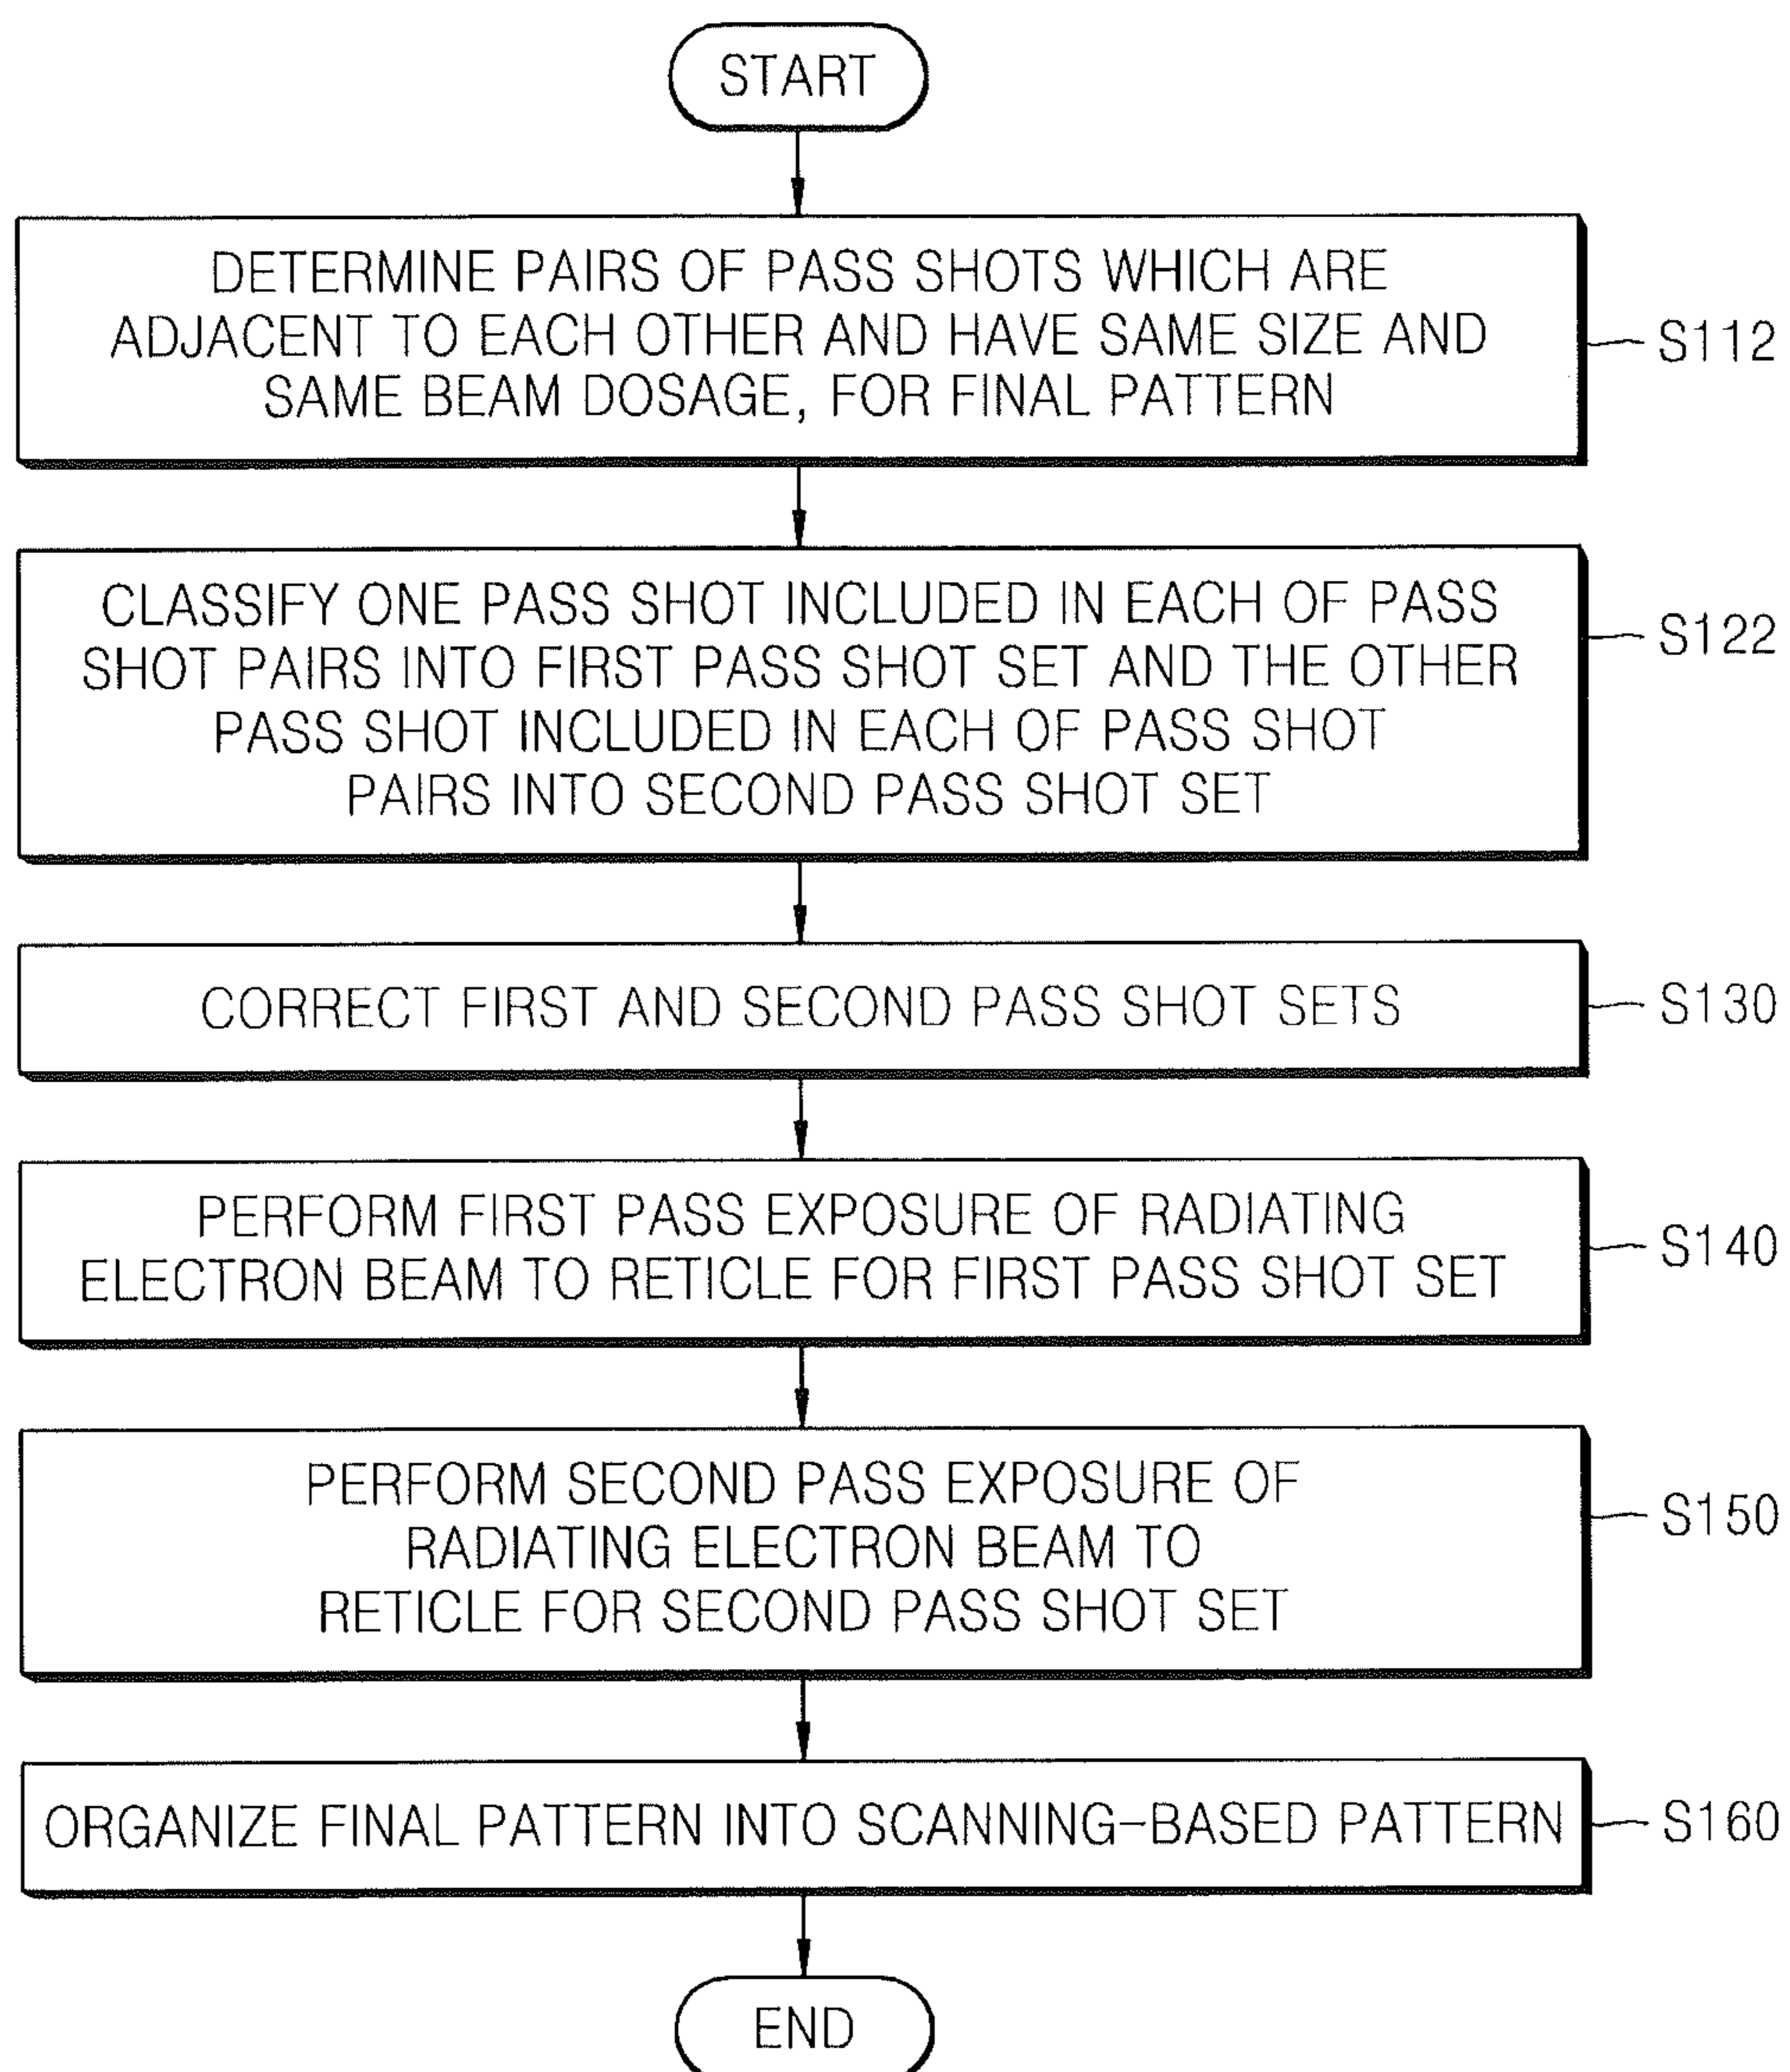 START
DETERMINE PAIRS OF PASS SHOTS WHICH ARE
ADJACENT TO EACH OTHER AND HAVE SAME SIZE AND
SAME BEAM DOSAGE, FOR FINAL PATTERN
S112
CLASSIFY ONE PASS SHOT INCLUDED IN EACH OF PASS
SHOT PAIRS INTO FIRST PASS SHOT SET AND THE OTHER
PASS SHOT INCLUDED IN EACH OF PASS SHOT
PAIRS INTO SECOND PASS SHOT SET
S122
CORRECT FIRST AND SECOND PASS SHOT SETS
S130
PERFORM FIRST PASS EXPOSURE OF RADIATING
ELECTRON BEAM TO RETICLE FOR FIRST PASS SHOT SET
S140
PERFORM SECOND PASS EXPOSURE OF
RADIATING ELECTRON BEAM TO
RETICLE FOR SECOND PASS SHOT SET
S150
ORGANIZE FINAL PATTERN INTO SCANNING-BASED PATTERN
S160
END